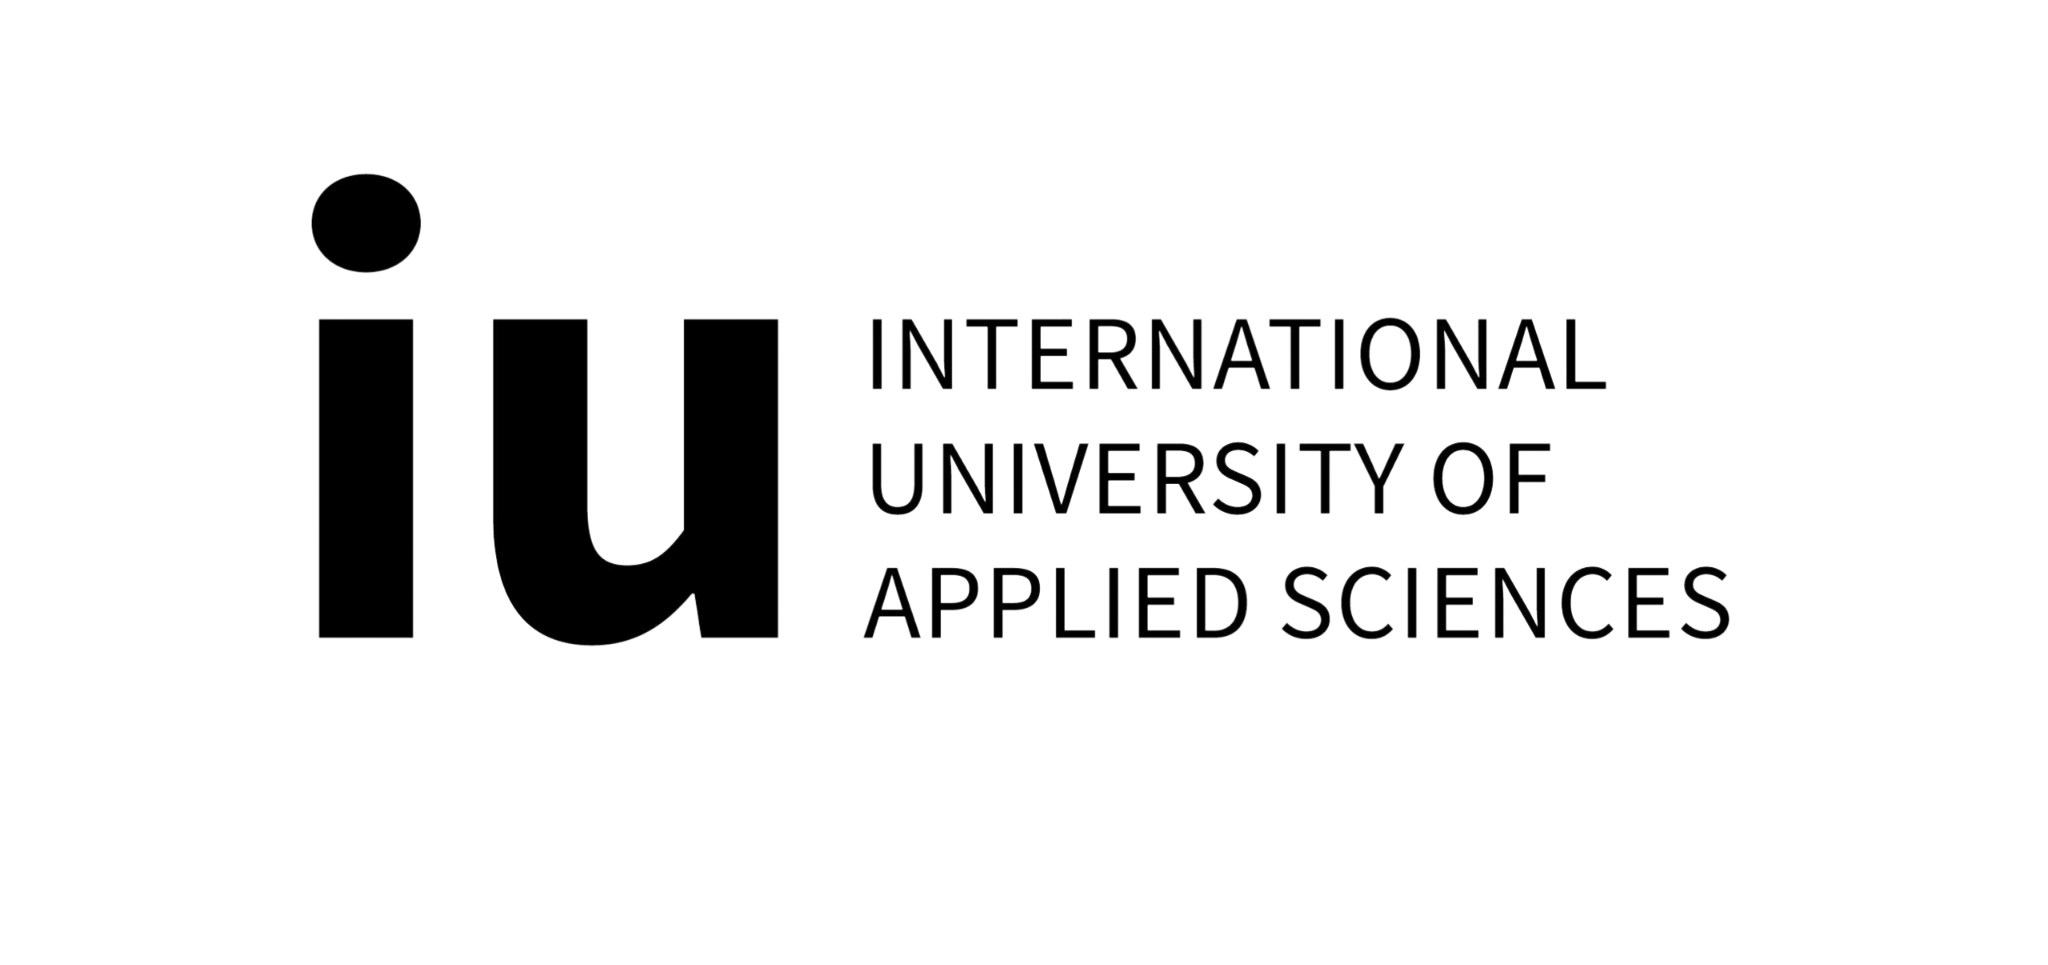 iu
INTERNATIONAL
UNIVERSITY OF
APPLIED SCIENCES